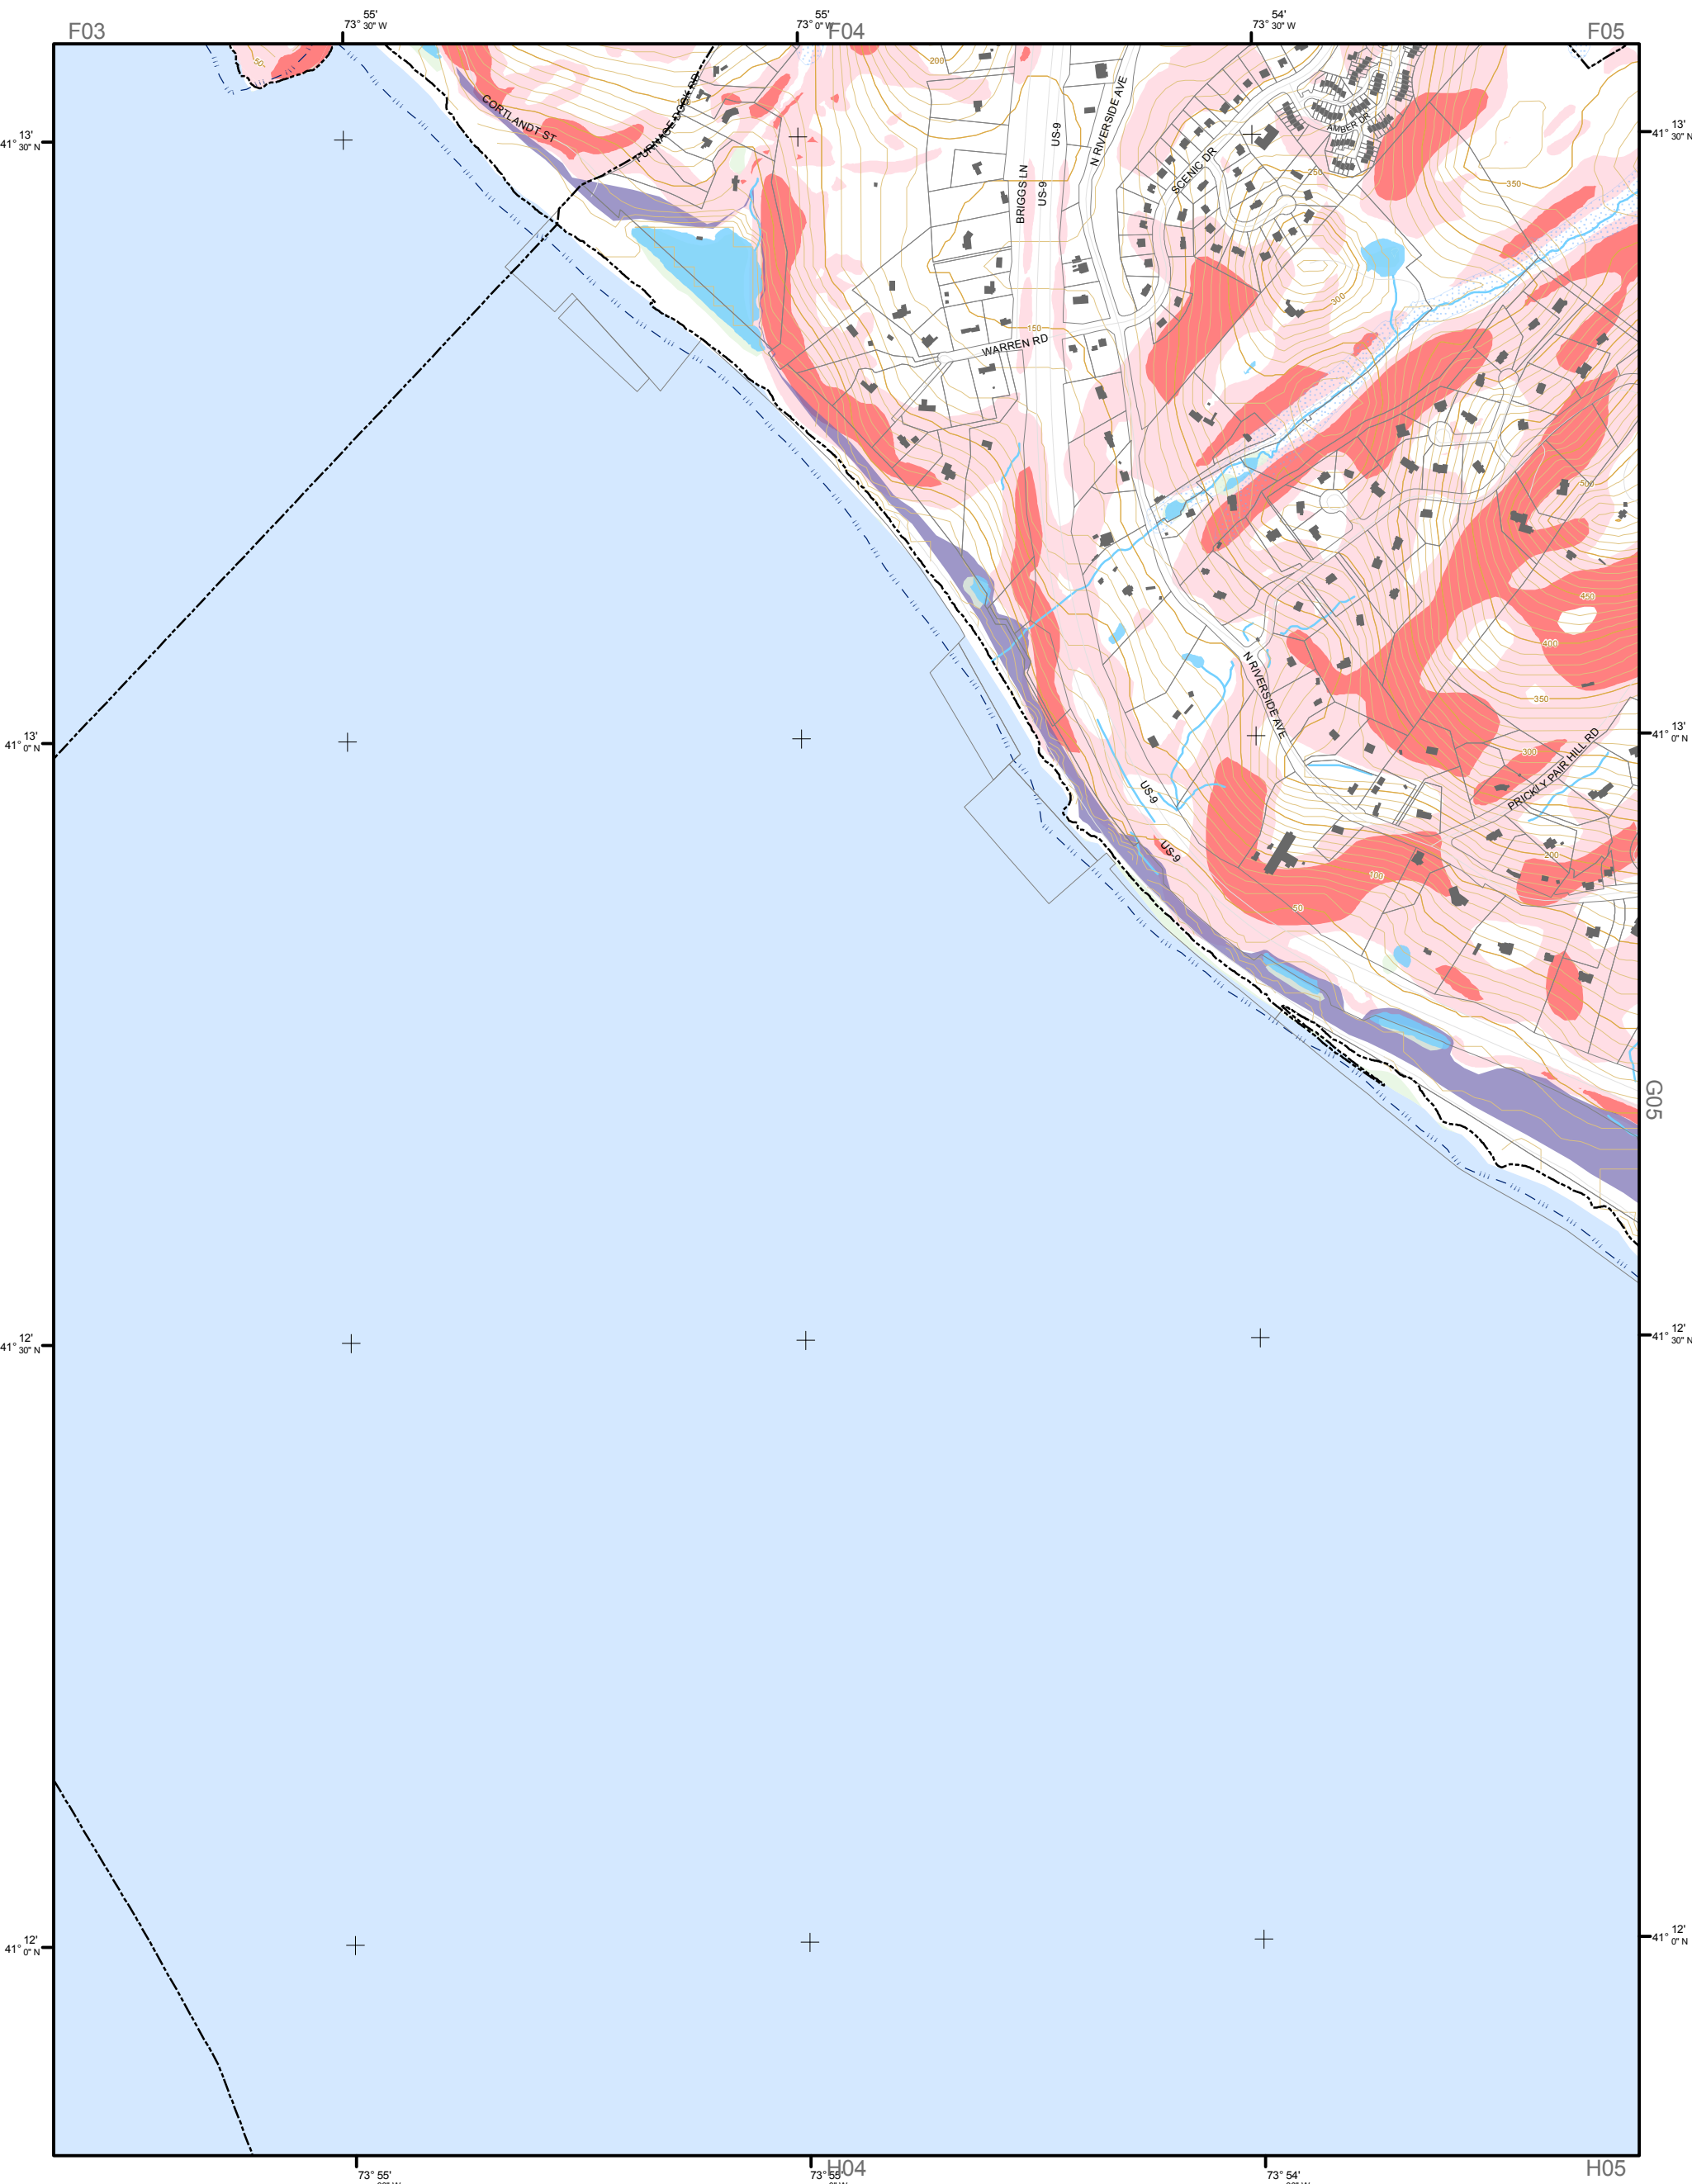 F03
55'
73° 30" W
55'
73° 0" W
F04
54'
73° 30" W
F05
13'
41° 30" N
13'
41° 30" N
50
CORTLANDT ST
FURNACE DOCK RD
200
US-9
US-9
BRIGGS LN
N RIVERSIDE AVE
SCENIC DR
AMBER DR
250
350
300
150
WARREN RD
500
450
400
350
N RIVERSIDE AVE
300
PRICKLY PAIR HILL RD
13'
41° 0" N
13'
41° 0" N
US-9
US-9
200
100
50
G05
12'
41° 30" N
12'
41° 30" N
12'
41° 0" N
12'
41° 0" N
73° 55'
73° 55'
H04
73° 54'
H05